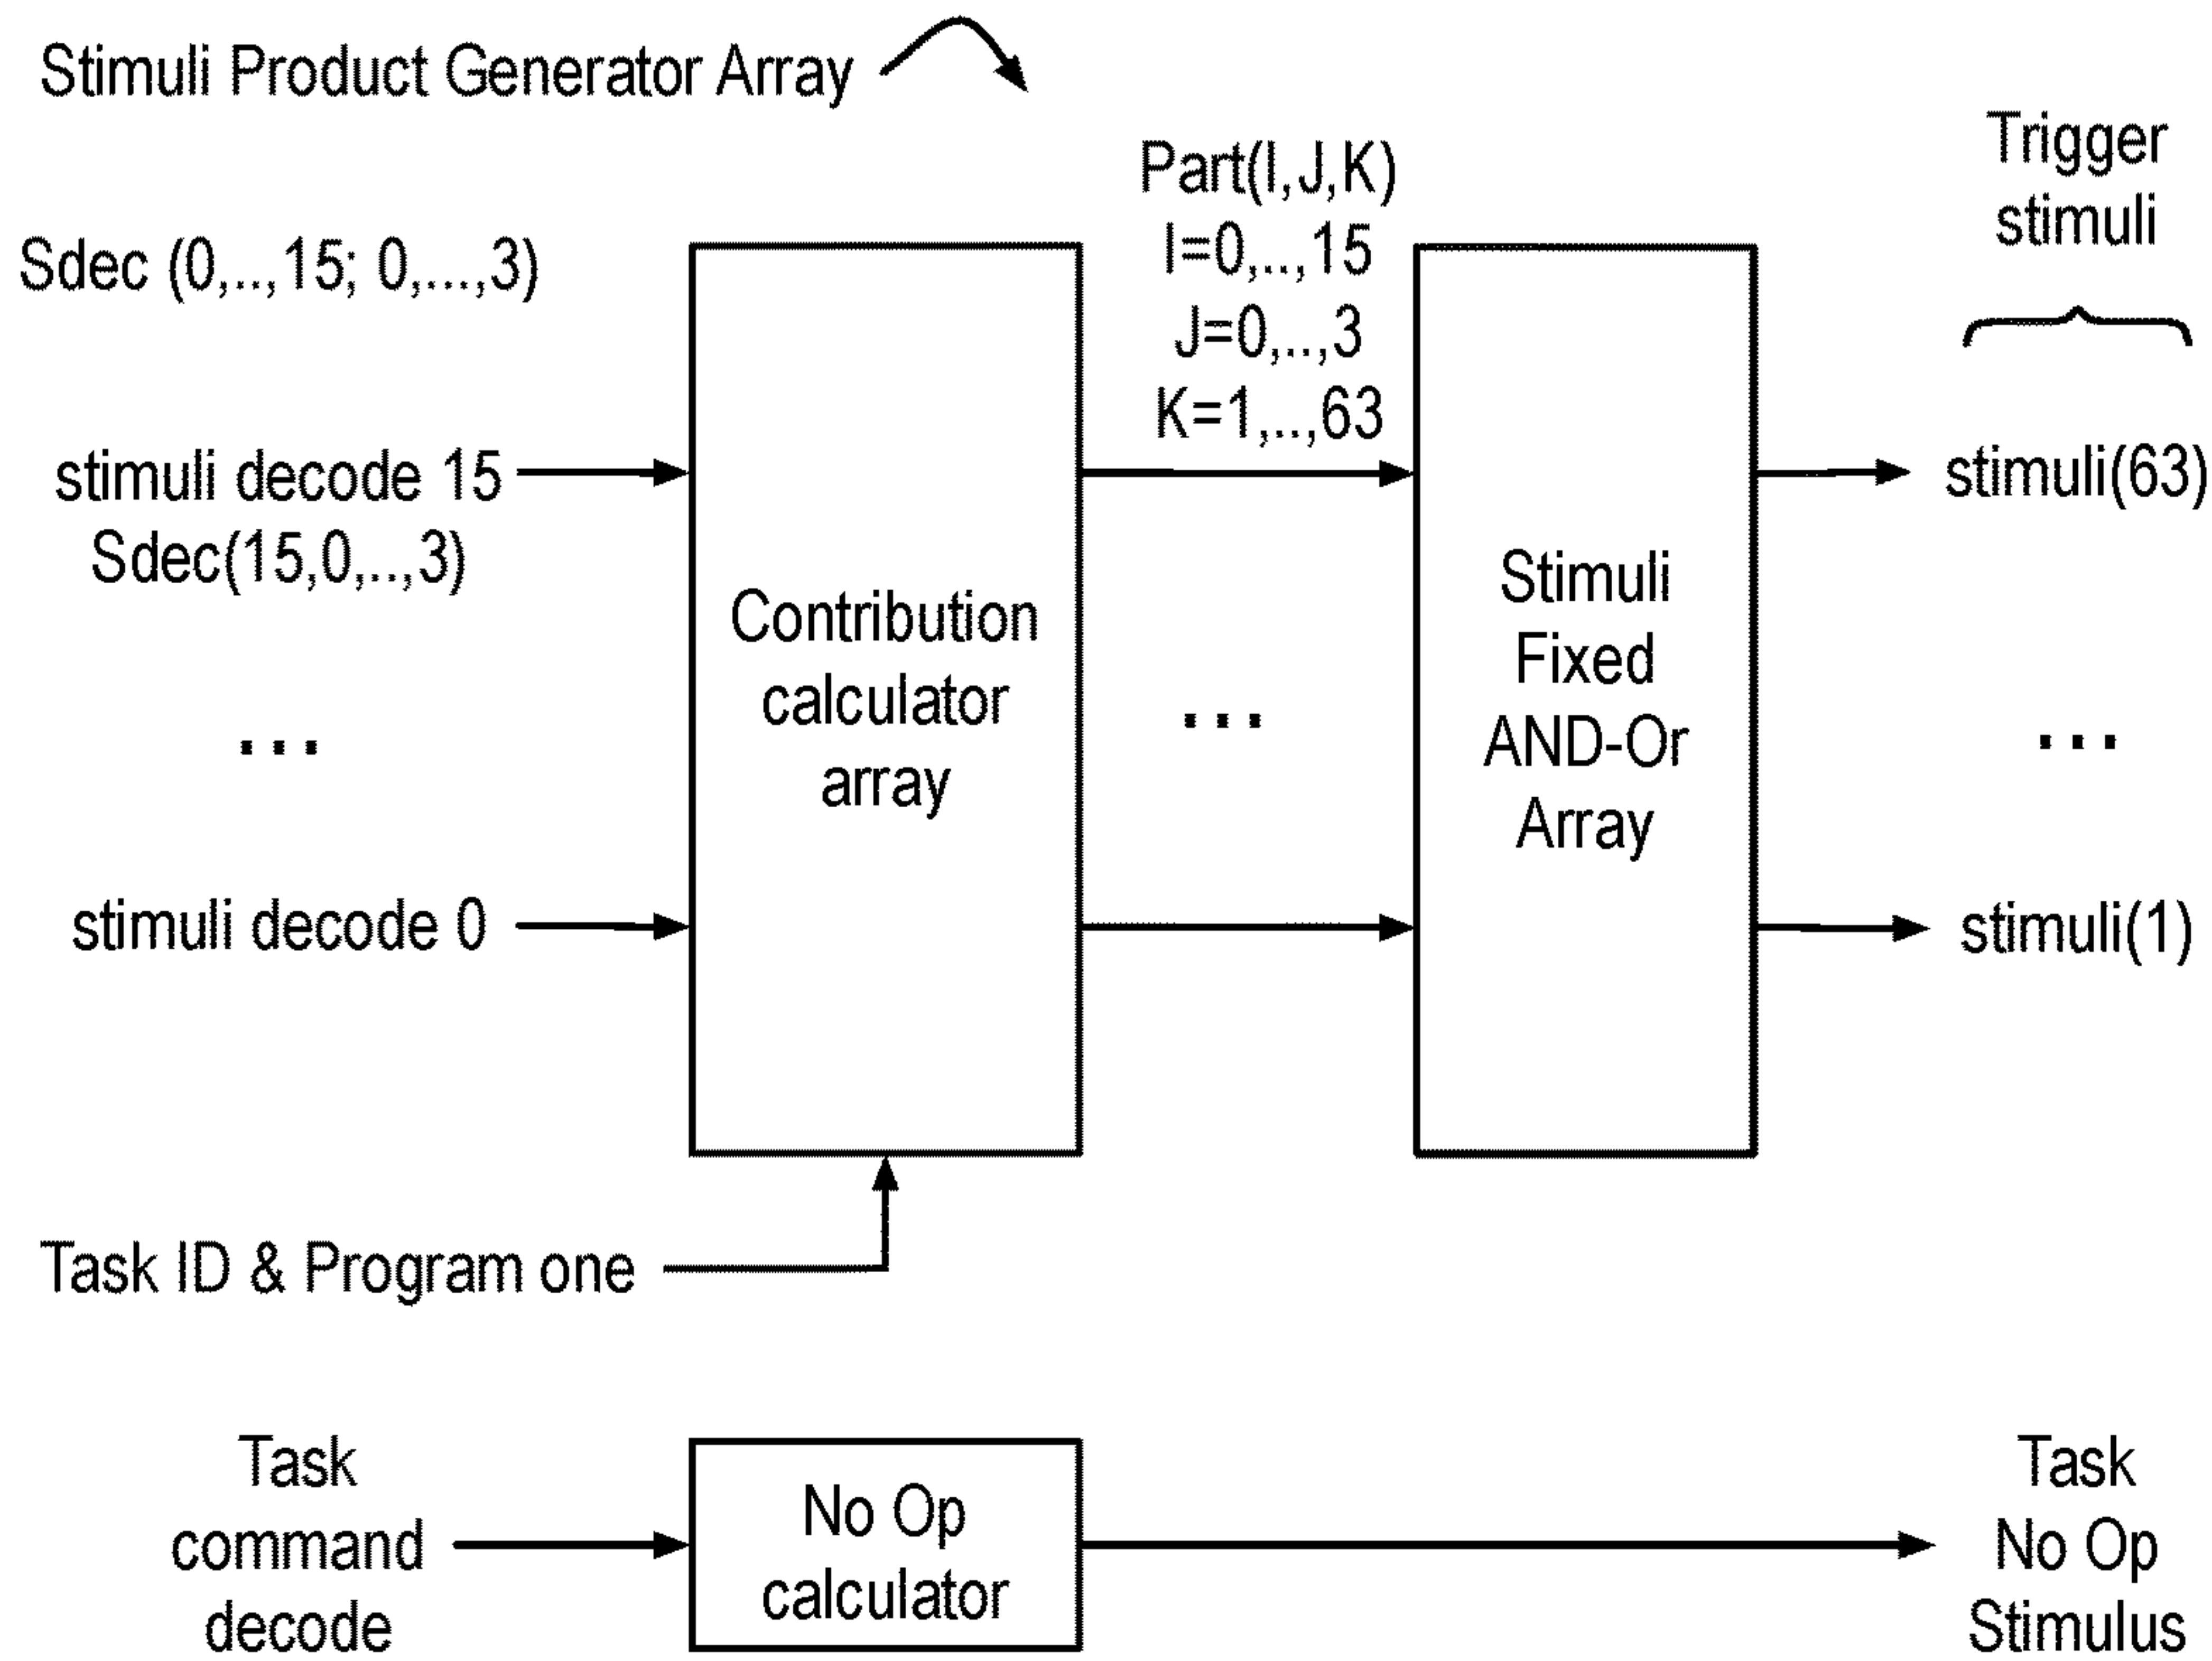 Stimuli Product Generator Array
Sdec (0,..,15; 0,...,3)
stimuli decode 15
Sdec(15,0,..,3)
...
stimuli decode 0
Task ID & Program one
Contribution
calculator
array
Part(I,J,K)
I=0,..,15
J=0,..,3
K=1,..,63
...
Stimuli
Fixed
AND-Or
Array
Trigger
stimuli
stimuli(63)
...
stimuli(1)
Task
command
decode
No Op
calculator
Task
No Op
Stimulus